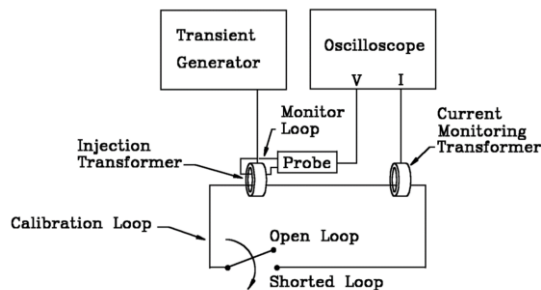 Transient
Generator
Oscilloscope
V
I
Monitor
Loop
Current
Monitoring
Transformer
Injection
Transformer
Probe
Calibration Loop
Open Loop
Shorted Loop